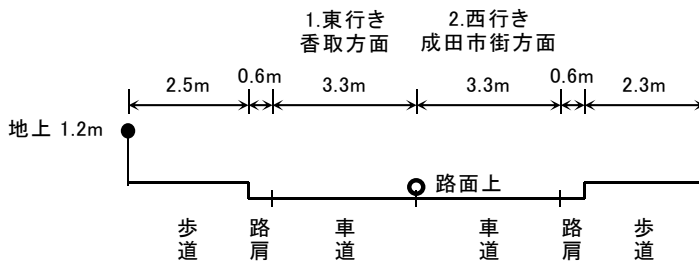 1.東行き
香取方面
2.西行き
成田市街方面
2.5m
0.6m
3.3m
3.3m
0.6m
2.3m
地上 1.2m
路面上
歩道
路肩
車道
車道
路肩
歩道